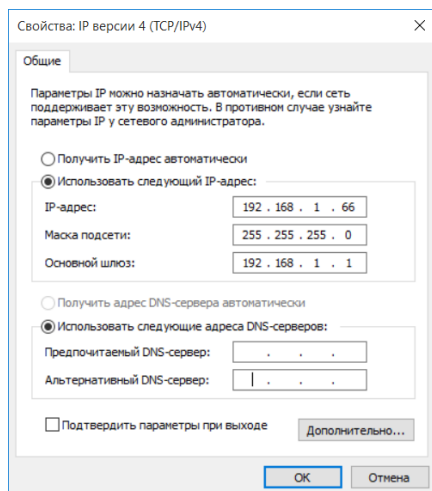 Свойства: IP версии 4 (TCP/IPv4)
Общие
Параметры IP можно назначать автоматически, если сеть
поддерживает эту возможность. В противном случае узнайте
параметры IP у сетевого администратора.
Получить IP-адрес автоматически
Использовать следующий IP-адрес:
IP-адрес: 192 . 168 . 1 . 66
Маска подсети: 255 . 255 . 255 . 0
Основной шлюз: 192 . 168 . 1 . 1
Получить адрес DNS-сервера автоматически
Использовать следующие адреса DNS-серверов:
Предпочитаемый DNS-сервер: . . .
Альтернативный DNS-сервер: . . .
Подтвердить параметры при выходе
Дополнительно...
OK Отмена